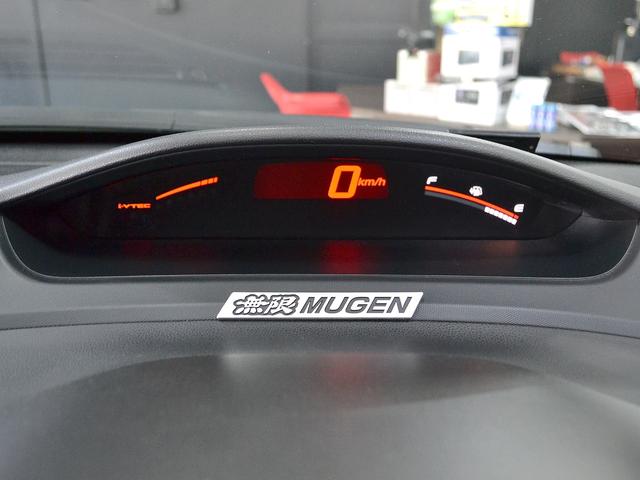 i-VTEC
0 km/h
F
E
無限 MUGEN